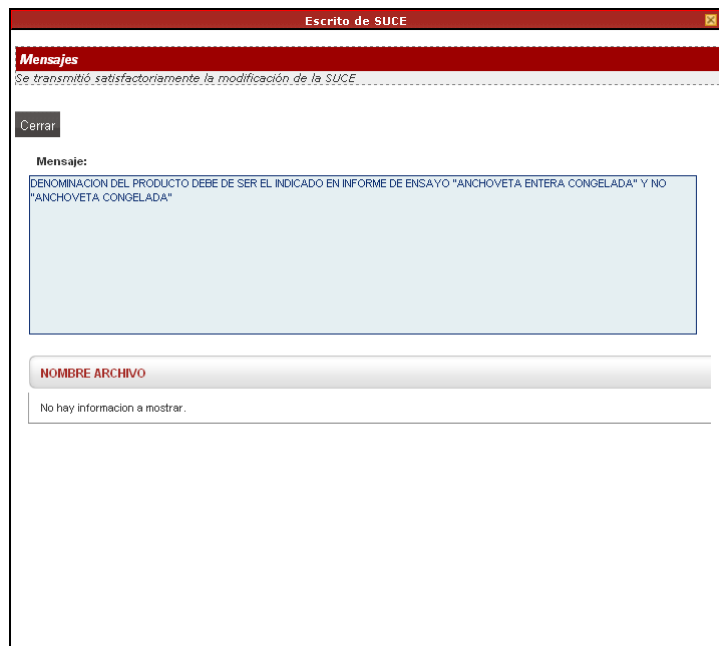 Escrito de SUCE
Mensajes
Se transmitió satisfactoriamente la modificación de la SUCE
Cerrar
Mensaje:
DENOMINACION DEL PRODUCTO DEBE DE SER EL INDICADO EN INFORME DE ENSAYO "ANCHOVETA ENTERA CONGELADA" Y NO
"ANCHOVETA CONGELADA"
NOMBRE ARCHIVO
No hay informacion a mostrar.